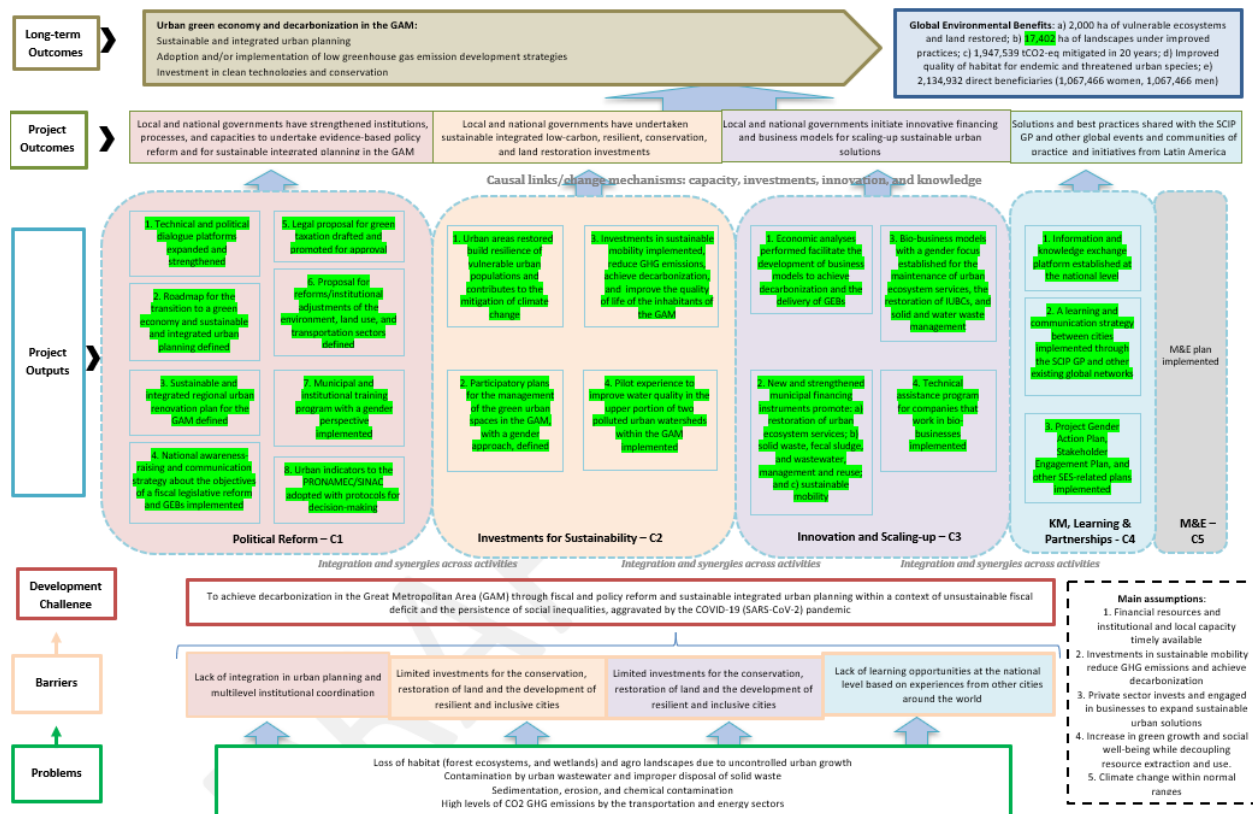 Long-term
Outcomes
Urban green economy and decarbonization in the GAM:
Sustainable and integrated urban planning
Adoption and/or implementation of low greenhouse gas emission development strategies
Investment in clean technologies and conservation
Global Environmental Benefits: a) 2,000 ha of vulnerable ecosystems
and land restored; b) 17,402 ha of landscapes under improved
practices; c) 1,947,539 tCO2-eq mitigated in 20 years; d) Improved
quality of habitat for endemic and threatened urban species; e)
2,134,932 direct beneficiaries (1,067,466 women, 1,067,466 men)
Project
Outcomes
Local and national governments have strengthened institutions,
processes, and capacities to undertake evidence-based policy
reform and for sustainable integrated planning in the GAM
Local and national governments have undertaken
sustainable integrated low-carbon, resilient, conservation,
and land restoration investments
Local and national governments initiate innovative financing
and business models for scaling-up sustainable urban
solutions
Solutions and best practices shared with the SCIP
GP and other global events and communities of
practice and initiatives from Latin America
Causal links/change mechanisms: capacity, investments, innovation, and knowledge
Project
Outputs
1. Technical and political
dialogue platforms
expanded and
strengthened
2. Roadmap for the
transition to a green
economy and sustainable
and integrated urban
planning defined
3. Sustainable and
integrated regional urban
renovation plan for the
GAM defined
4. National awareness-
raising and communication
strategy about the objectives
of a fiscal legislative reform
and GEBs implemented
5. Legal proposal for green
taxation drafted and
promoted for approval
6. Proposal for
reforms/institutional
adjustments of the
environment, land use, and
transportation sectors
defined
7. Municipal and
institutional training
program with a gender
perspective
implemented
8. Urban indicators to the
PRONAMEC/SINAC
adopted with protocols for
decision-making
Political Reform – C1
1. Urban areas restored
build resilience of
vulnerable urban
populations and
contributes to the
mitigation of climate
change
2. Participatory plans
for the management of
the green urban
spaces in the GAM,
with a gender
approach, defined
3. Investments in sustainable
mobility implemented,
reduce GHG emissions,
achieve decarbonization,
and improve the quality
of life of the inhabitants of
the GAM
4. Pilot experience to
improve water quality in the
upper portion of two
polluted urban watersheds
within the GAM
implemented
Investments for Sustainability – C2
1. Economic analyses
performed facilitate the
development of business
models to achieve
decarbonization and the
delivery of GEBs
2. New and strengthened
municipal financing
instruments promote: a)
restoration of urban
ecosystem services; b)
solid waste, fecal sludge,
and wastewater,
management and reuse;
and c) sustainable
mobility
3. Bio-business models
with a gender focus
established for the
maintenance of urban
ecosystem services, the
restoration of IUBCs, and
solid and water waste
management
4. Technical
assistance program
for companies that
work in bio-
businesses
implemented
Innovation and Scaling-up – C3
1. Information and
knowledge exchange
platform established at
the national level
2. A learning and
communication strategy
between cities
implemented through
the SCIP GP and other
existing global networks
3. Project Gender
Action Plan,
Stakeholder
Engagement Plan, and
other SES-related plans
implemented
KM, Learning &
Partnerships - C4
M&E plan
implemented
M&E –
C5
Integration and synergies across activities
Integration and synergies across activities
Integration and synergies across activities
Development
Challenge
To achieve decarbonization in the Great Metropolitan Area (GAM) through fiscal and policy reform and sustainable integrated urban planning within a context of unsustainable fiscal
deficit and the persistence of social inequalities, aggravated by the COVID-19 (SARS-CoV-2) pandemic
Barriers
Lack of integration in urban planning and
multilevel institutional coordination
Limited investments for the conservation,
restoration of land and the development of
resilient and inclusive cities
Limited investments for the conservation,
restoration of land and the development of
resilient and inclusive cities
Lack of learning opportunities at the national
level based on experiences from other cities
around the world
Problems
Loss of habitat (forest ecosystems, and wetlands) and agro landscapes due to uncontrolled urban growth
Contamination by urban wastewater and improper disposal of solid waste
Sedimentation, erosion, and chemical contamination
High levels of CO2 GHG emissions by the transportation and energy sectors
Main assumptions:
1. Financial resources and
institutional and local capacity
timely available
2. Investments in sustainable mobility
reduce GHG emissions and achieve
decarbonization
3. Private sector invests and engaged
in businesses to expand sustainable
urban solutions
4. Increase in green growth and social
well-being while decoupling
resource extraction and use.
5. Climate change within normal
ranges